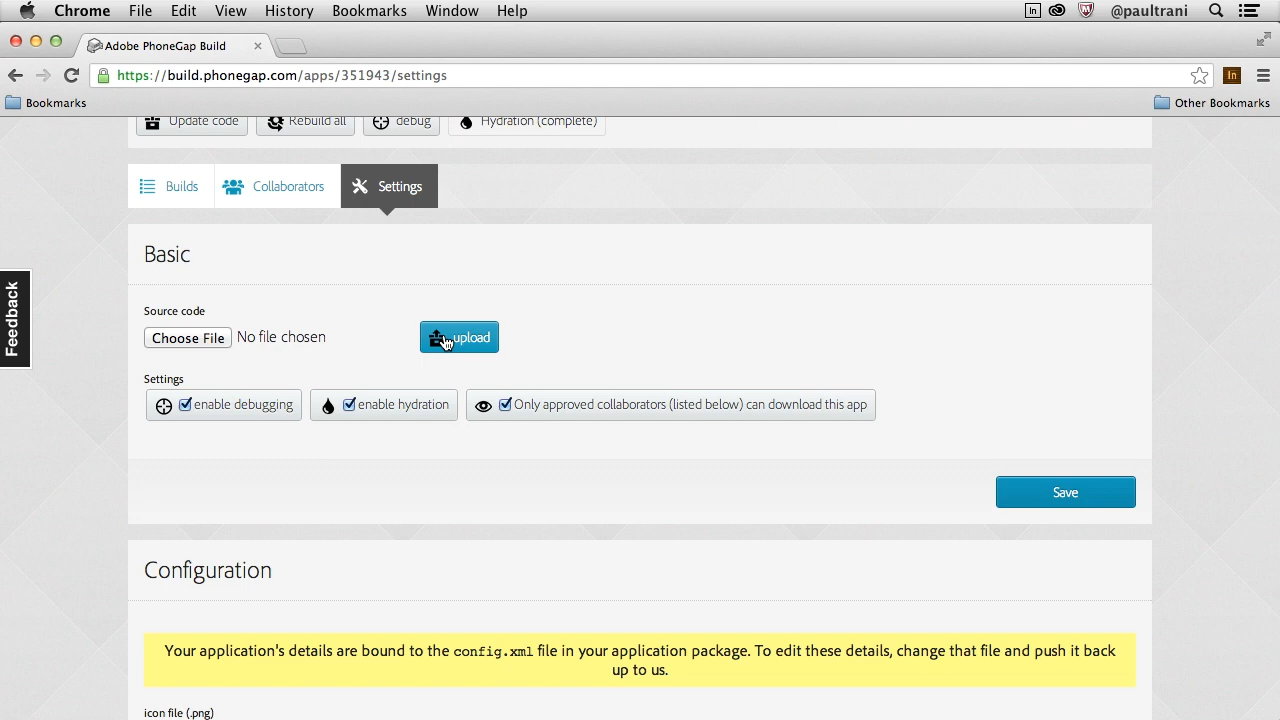 Chrome File Edit View History Bookmarks Window Help @paultrani
Adobe PhoneGap Build
https://build.phonegap.com/apps/351943/settings
Bookmarks Other Bookmarks
Update code Rebuild all debug Hydration (complete)
Builds Collaborators Settings
Basic
Feedback
Source code
Choose File No file chosen upload
Settings
enable debugging enable hydration Only approved collaborators (listed below) can download this app
Save
Configuration
Your application's details are bound to the config.xml file in your application package. To edit these details, change that file and push it back
up to us.
icon file (.png)